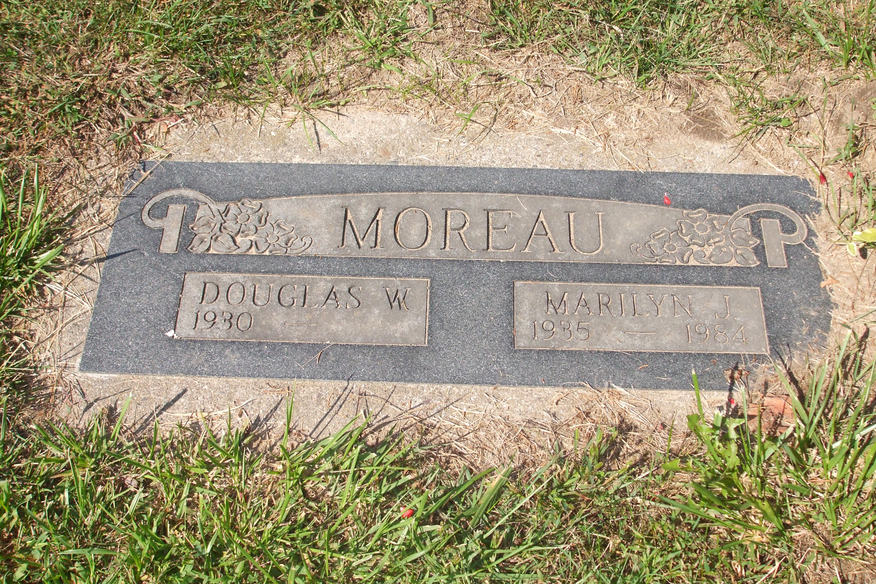 MOREAU
DOUGLAS W.
1930 —
MARILYN J.
1935 — 1984